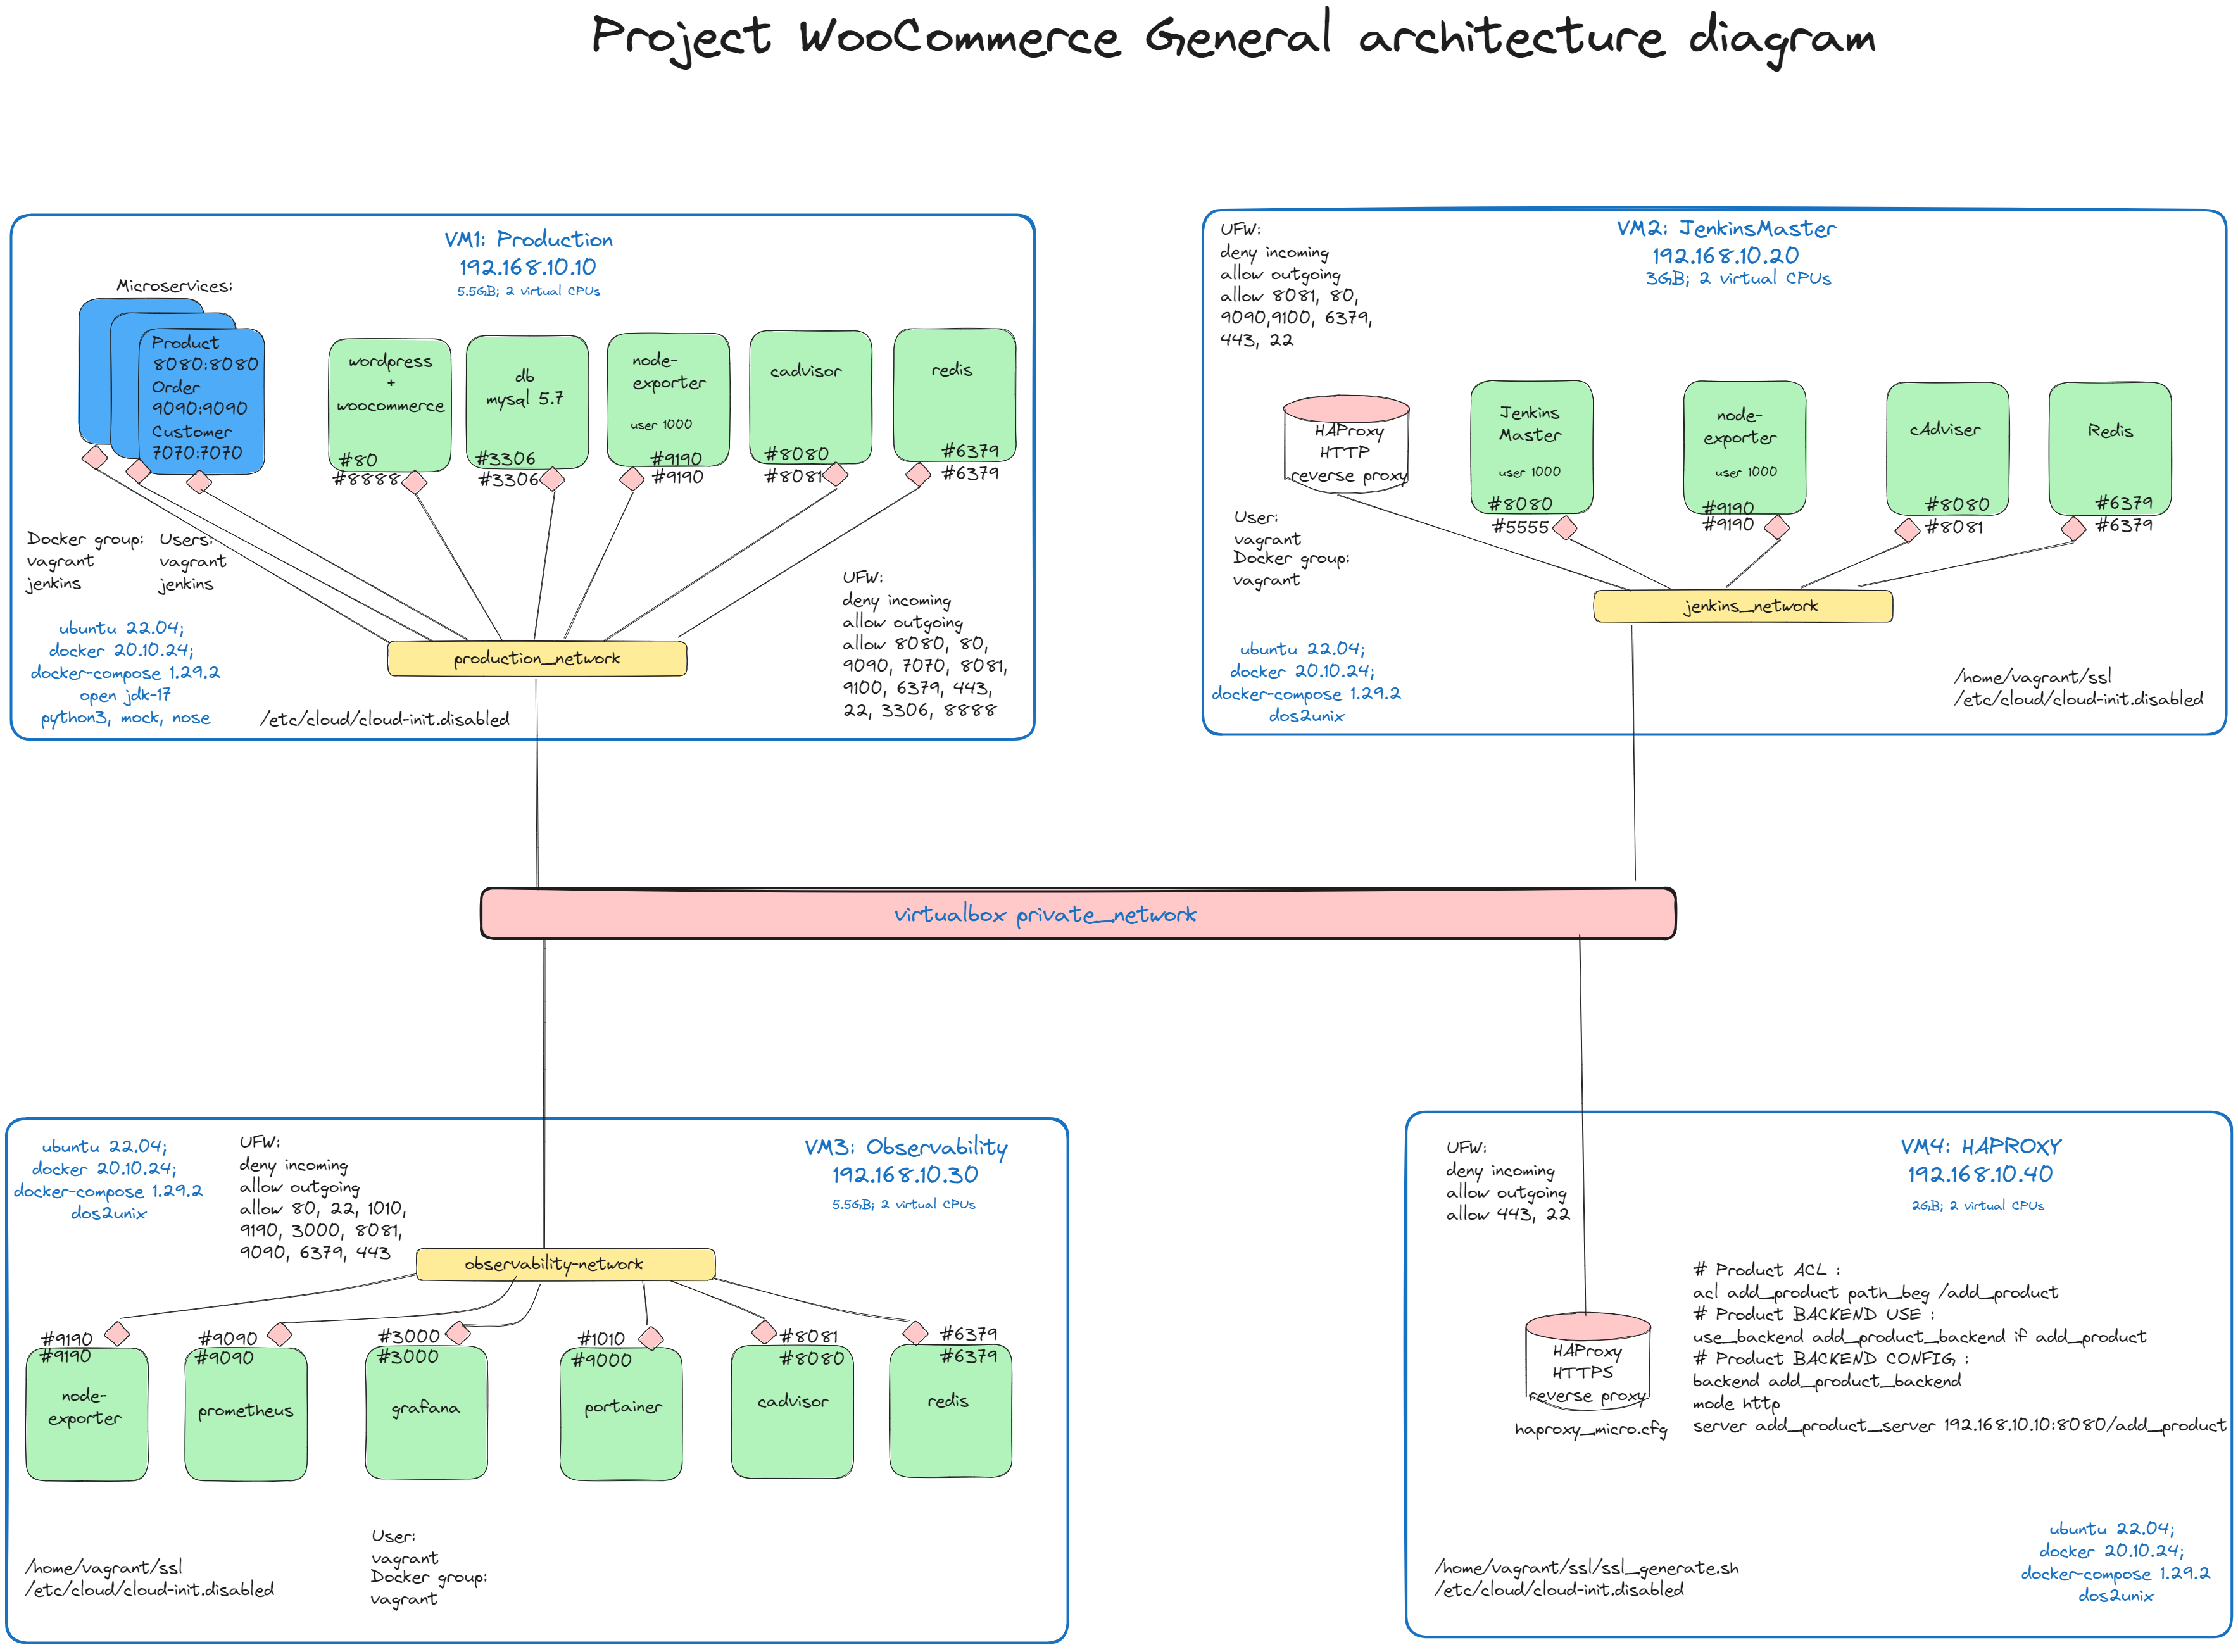 Project WooCommerce General architecture diagram
VM1: Production
192.168.10.10
5.5GB; 2 virtual CPUs
Microservices:
Product
8080:8080
Order
9090:9090
Customer
7070:7070
wordpress
+
woocommerce
#80
#8888
db
mysql 5.7
#3306
#3306
node-
exporter
user 1000
#9190
#9190
cadvisor
#8080
#8081
redis
#6379
#6379
Docker group:
vagrant
jenkins
Users:
vagrant
jenkins
ubuntu 22.04;
docker 20.10.24;
docker-compose 1.29.2
open jdk-17
python3, mock, nose
/etc/cloud/cloud-init.disabled
production_network
UFW:
deny incoming
allow outgoing
allow 8080, 80,
9090, 7070, 8081,
9100, 6379, 443,
22, 3306, 8888
VM2: JenkinsMaster
192.168.10.20
3GB; 2 virtual CPUs
UFW:
deny incoming
allow outgoing
allow 8081, 80,
9090,9100, 6379,
443, 22
HAProxy
HTTP
reverse proxy
Jenkins
Master
user 1000
#8080
#5555
node-
exporter
user 1000
#9190
#9190
cAdviser
#8080
#8081
Redis
#6379
#6379
User:
vagrant
Docker group:
vagrant
jenkins_network
ubuntu 22.04;
docker 20.10.24;
docker-compose 1.29.2
dos2unix
/home/vagrant/ssl
/etc/cloud/cloud-init.disabled
virtualbox private_network
ubuntu 22.04;
docker 20.10.24;
docker-compose 1.29.2
dos2unix
UFW:
deny incoming
allow outgoing
allow 80, 22, 1010,
9190, 3000, 8081,
9090, 6379, 443
VM3: Observability
192.168.10.30
5.5GB; 2 virtual CPUs
observability-network
#9190
#9190
node-
exporter
#9090
#9090
prometheus
#3000
#3000
grafana
#1010
#9000
portainer
#8081
#8080
cadvisor
#6379
#6379
redis
/home/vagrant/ssl
/etc/cloud/cloud-init.disabled
User:
vagrant
Docker group:
vagrant
UFW:
deny incoming
allow outgoing
allow 443, 22
VM4: HAPROXY
192.168.10.40
2GB; 2 virtual CPUs
HAProxy
HTTPS
reverse proxy
haproxy_micro.cfg
# Product ACL :
acl add_product path_beg /add_product
# Product BACKEND USE :
use_backend add_product_backend if add_product
# Product BACKEND CONFIG :
backend add_product_backend
mode http
server add_product_server 192.168.10.10:8080/add_product
/home/vagrant/ssl/ssl_generate.sh
/etc/cloud/cloud-init.disabled
ubuntu 22.04;
docker 20.10.24;
docker-compose 1.29.2
dos2unix